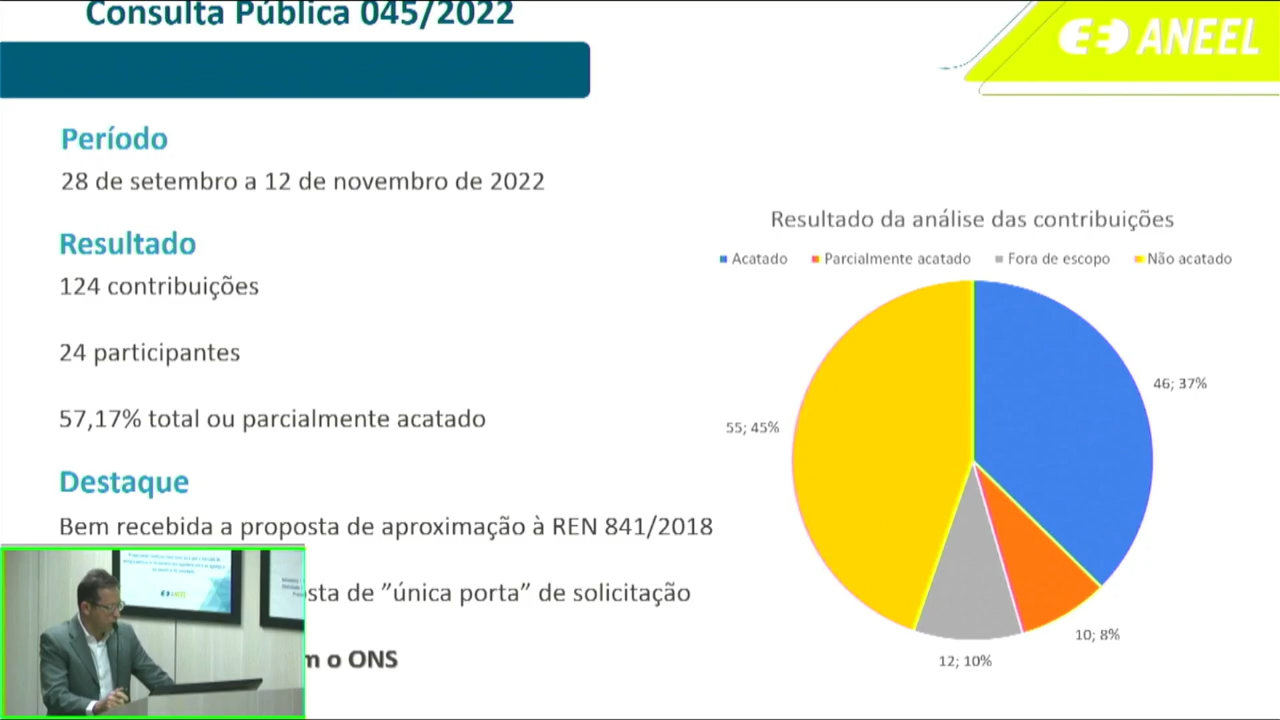 Consulta Pública 045/2022
ANEEL
Período
28 de setembro a 12 de novembro de 2022
Resultado
124 contribuições
24 participantes
57,17% total ou parcialmente acatado
Destaque
Bem recebida a proposta de aproximação à REN 841/2018
de ”única porta” de solicitação
o ONS
Resultado da análise das contribuições
Acatado
Parcialmente acatado
Fora de escopo
Não acatado
46; 37%
55; 45%
10; 8%
12; 10%
ANEEL